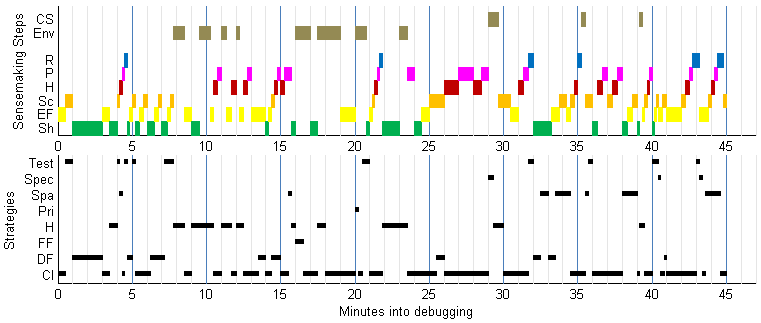 Sensemaking Steps
CS
Env
R
P
H
Sc
EF
Sh
0 5 10 15 20 25 30 35 40 45
Strategies
Test
Spec
Spa
Pri
H
FF
DF
CI
0 5 10 15 20 25 30 35 40 45
Minutes into debugging